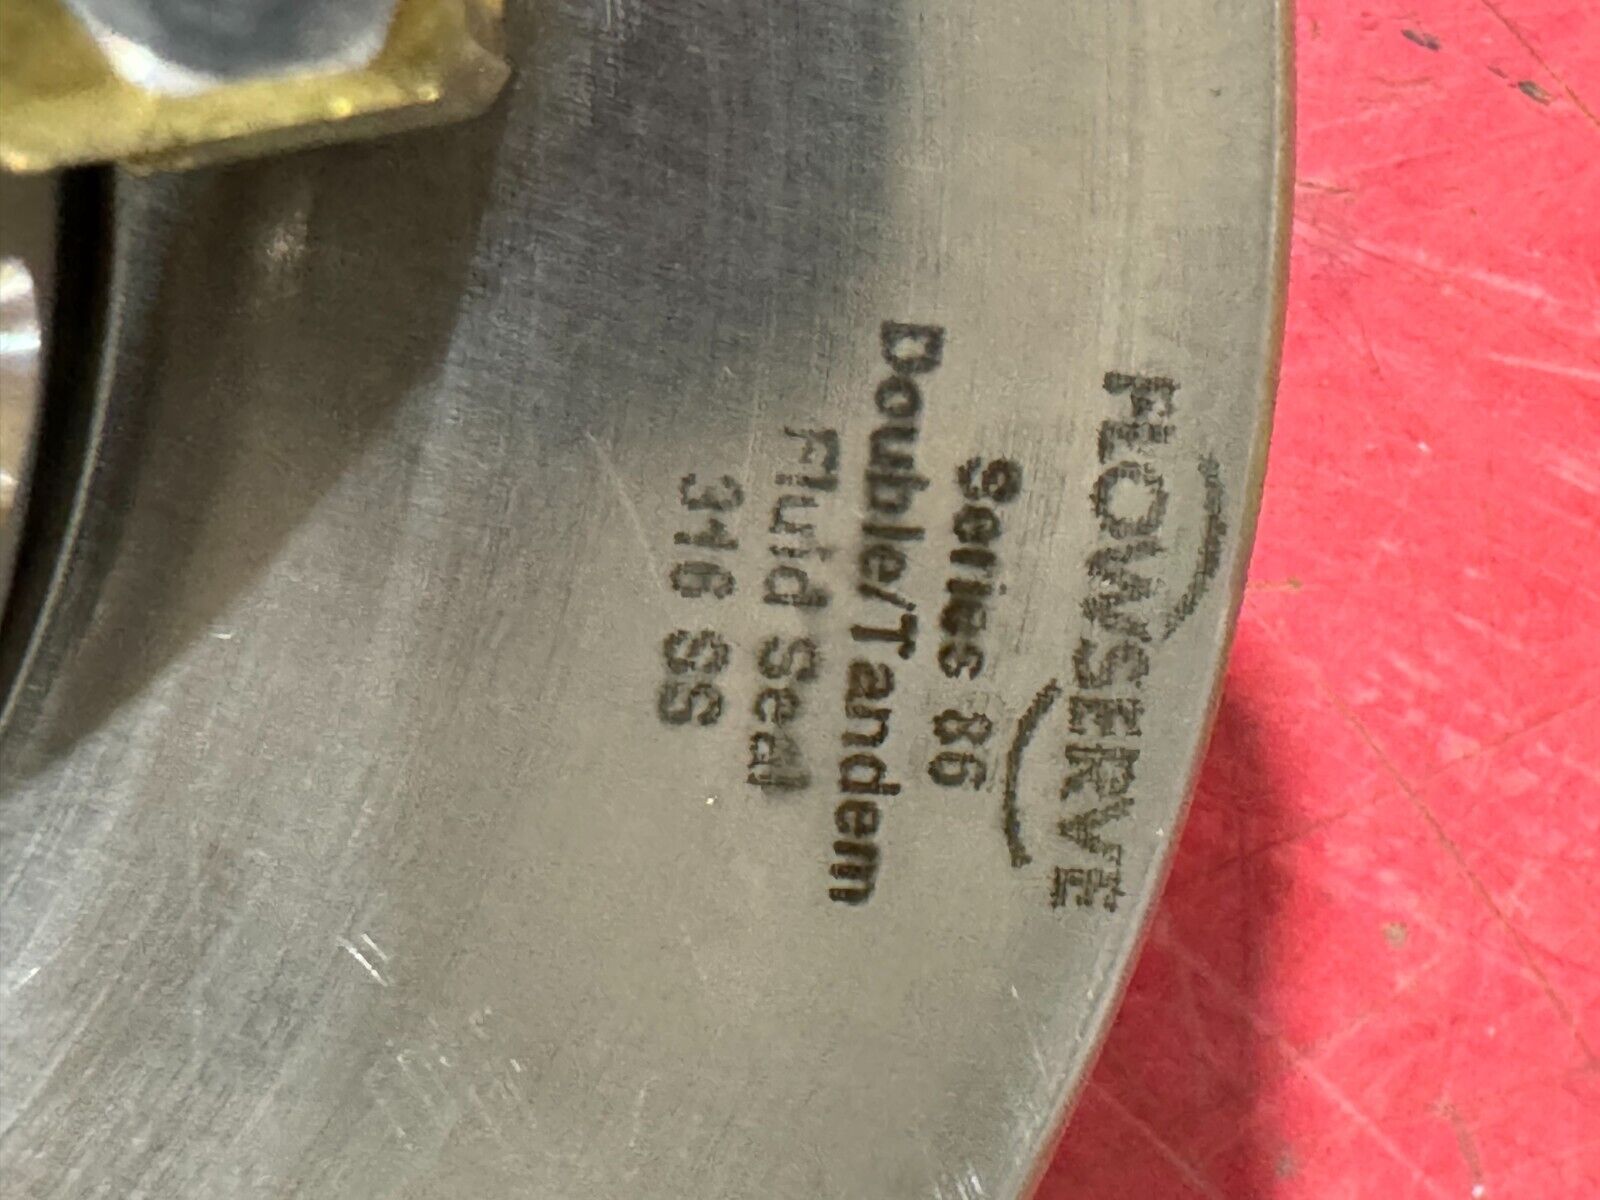 FLOWSERVE
Series 86
Double/Tandem
Fluid Seal
316 SS